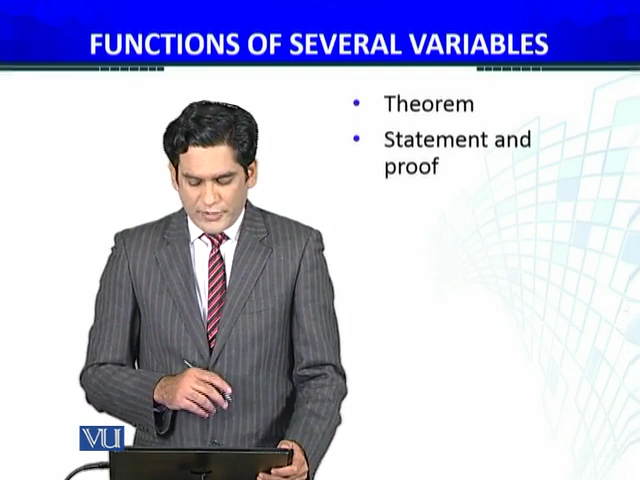 FUNCTIONS OF SEVERAL VARIABLES
• Theorem
• Statement and
proof
VU